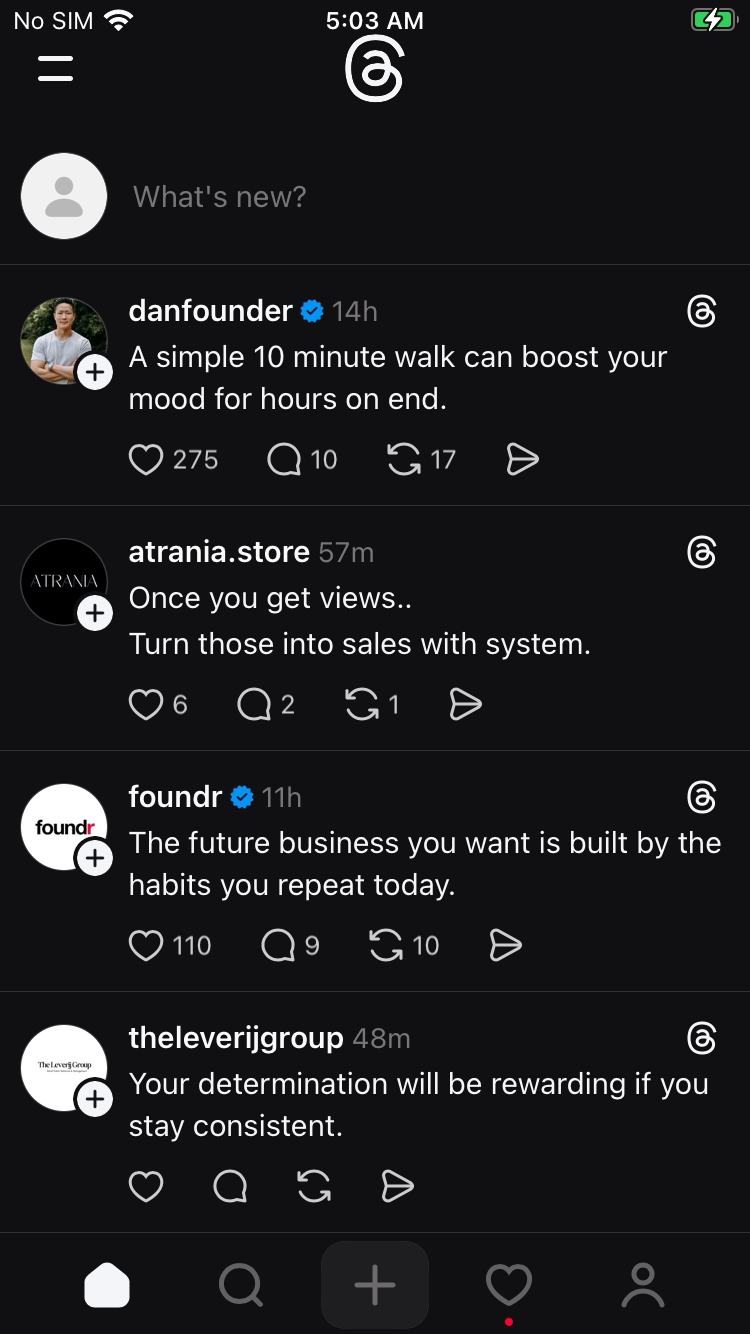 No SIM 5:03 AM
What's new?
danfounder 14h
A simple 10 minute walk can boost your
mood for hours on end.
275 10 17
ATRANIA
atrania.store 57m
Once you get views..
Turn those into sales with system.
6 2 1
foundr
foundr 11h
The future business you want is built by the
habits you repeat today.
110 9 10
The Leverij Group
theleverijgroup 48m
Your determination will be rewarding if you
stay consistent.